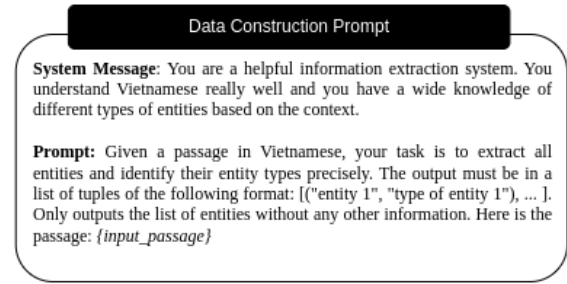 Data Construction Prompt
System Message: You are a helpful information extraction system. You
understand Vietnamese really well and you have a wide knowledge of
different types of entities based on the context.
Prompt: Given a passage in Vietnamese, your task is to extract all
entities and identify their entity types precisely. The output must be in a
list of tuples of the following format: [("entity 1", "type of entity 1"), ... ].
Only outputs the list of entities without any other information. Here is the
passage: {input_passage}